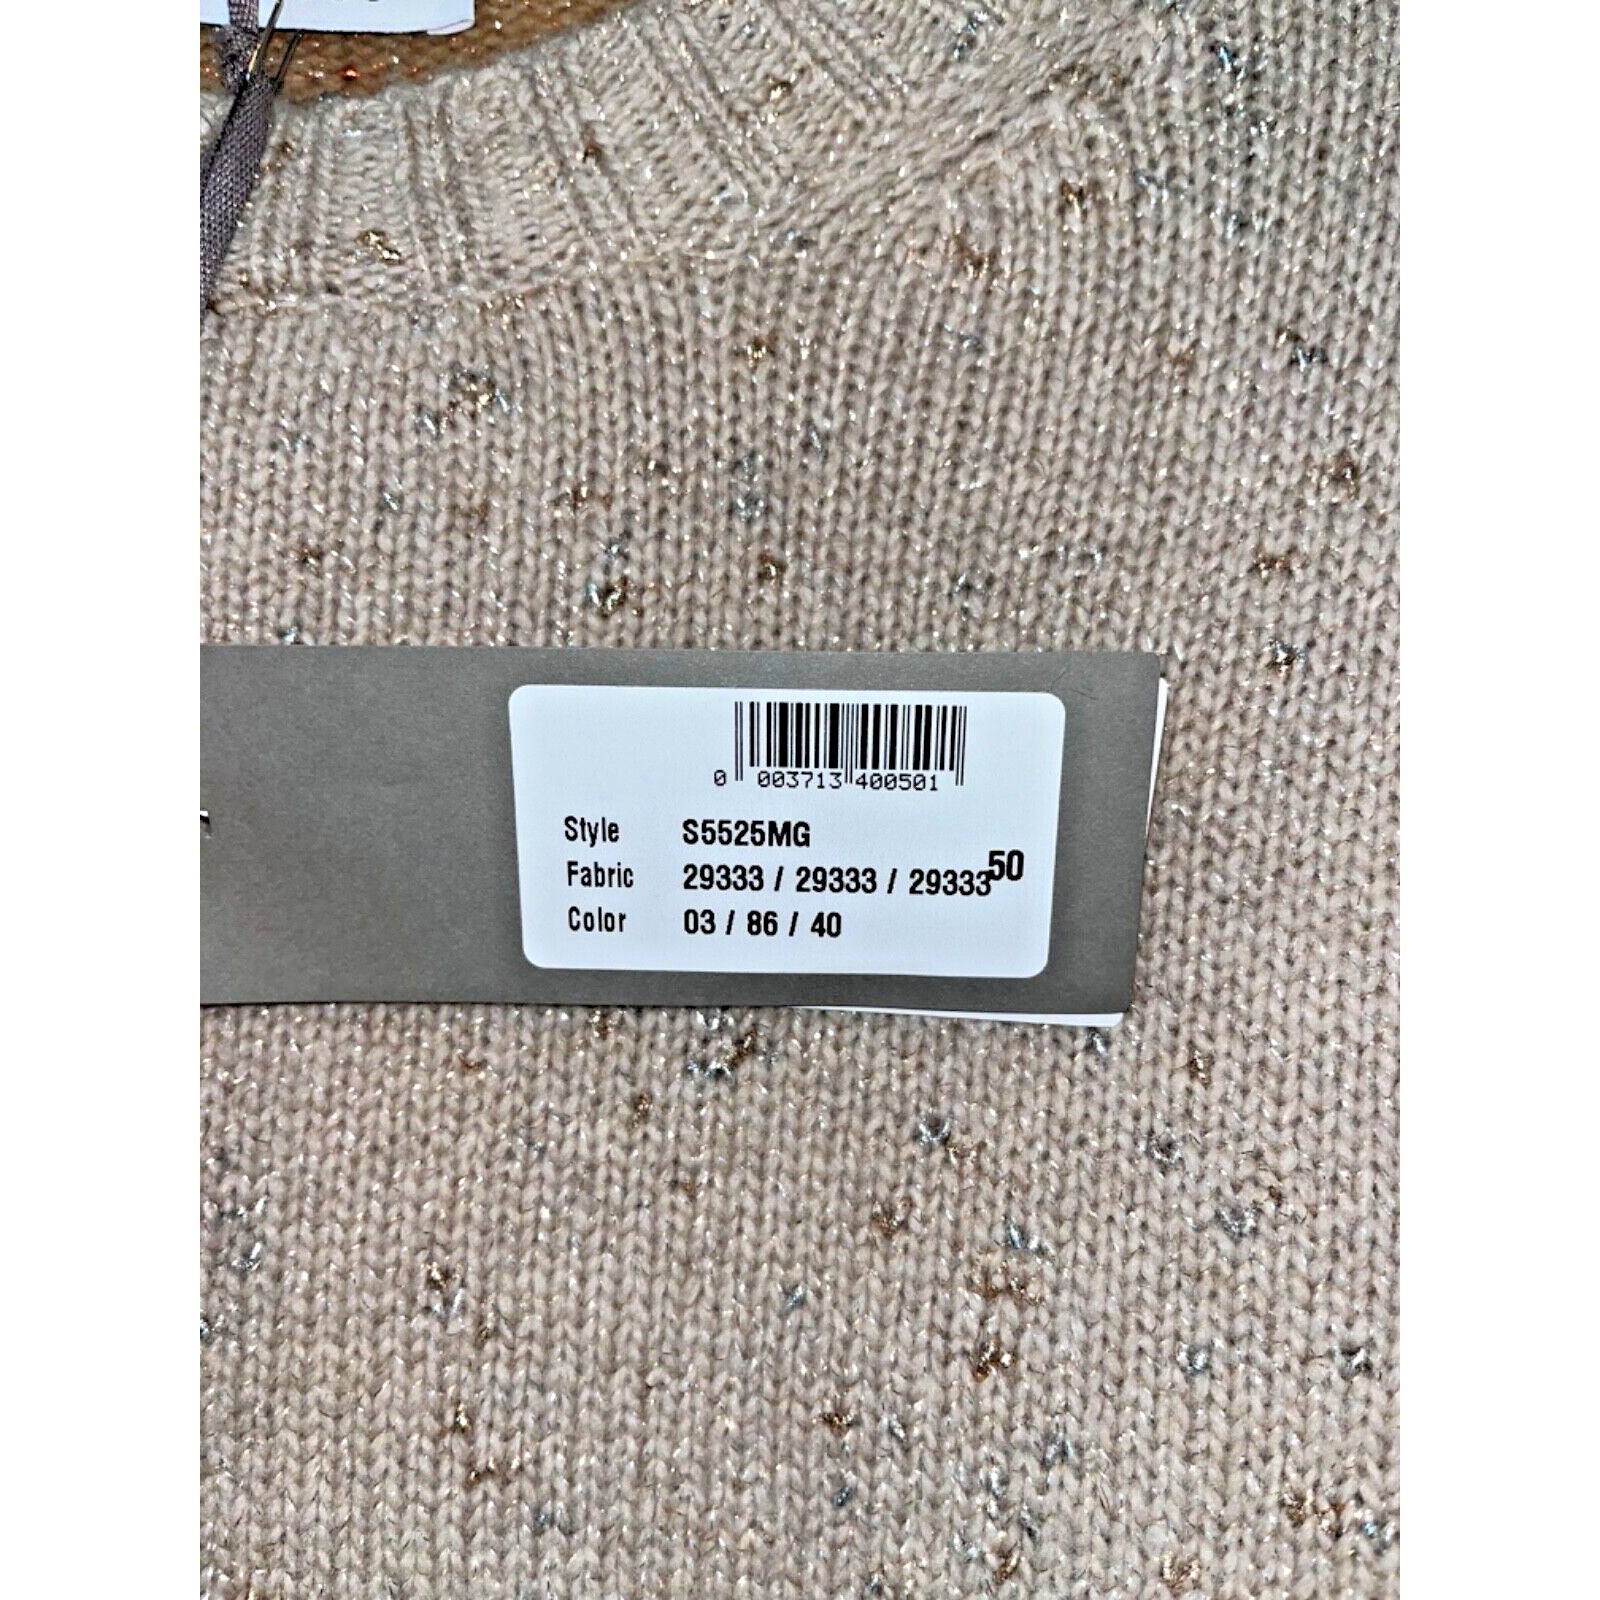 0 003713 400501
Style S5525MG
Fabric 29333 / 29333 / 29333 50
Color 03 / 86 / 40